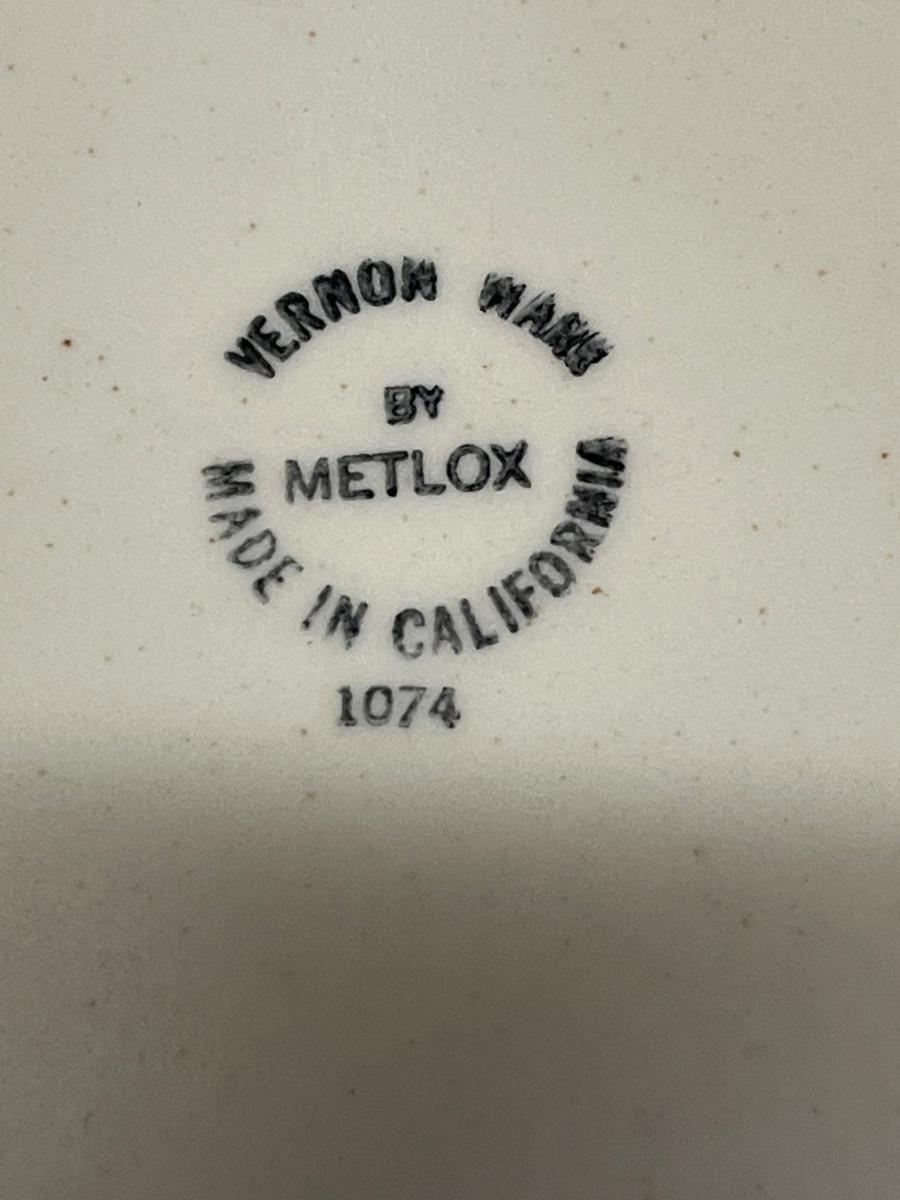 VERNON WARE
BY
METLOX
MADE IN CALIFORNIA
1074